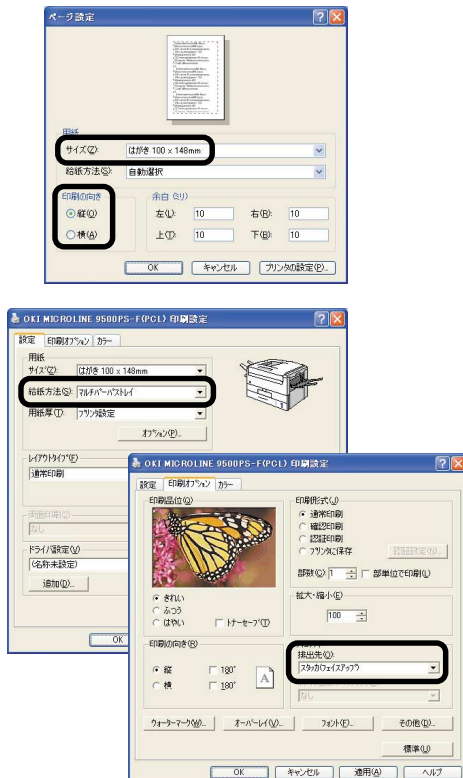 ページ設定
用紙
サイズ(Z): はがき 100 x 148mm
給紙方法(S): 自動選択
印刷の向き
縦(O)
横(A)
余白 (ミリ)
左(L): 10 右(R): 10
上(T): 10 下(B): 10
OK キャンセル プリンタの設定(P)...
OKI MICROLINE 9500PS-F(PCL) 印刷設定
設定 印刷オプション カラー
用紙
サイズ(Z): はがき 100 x 148mm
給紙方法(S): マルチパーパストレイ
用紙厚(T): プリンタ設定
オプション(P)...
レイアウトタイプ(E)
通常印刷
両面印刷(2)
なし
ドライバ設定(V)
(名称未設定)
追加(D)...
OK
OKI MICROLINE 9500PS-F(PCL) 印刷設定
設定 印刷オプション カラー
印刷品位(Q)
きれい
ふつう
はやい トナーセーブ(T)
印刷の向き(R)
縦 180°
横 180°
A
印刷形式(J)
通常印刷
確認印刷
認証印刷
プリンタに保存
部数(C) 1 部単位で印刷(L)
拡大・縮小(E)
100
排出先(O):
スタッカ(フェイスアップ)
なし
ウォーターマーク(W)... オーバーレイ(V)... フォント(F)... その他(D)...
標準(U)
OK キャンセル 適用(A) ヘルプ